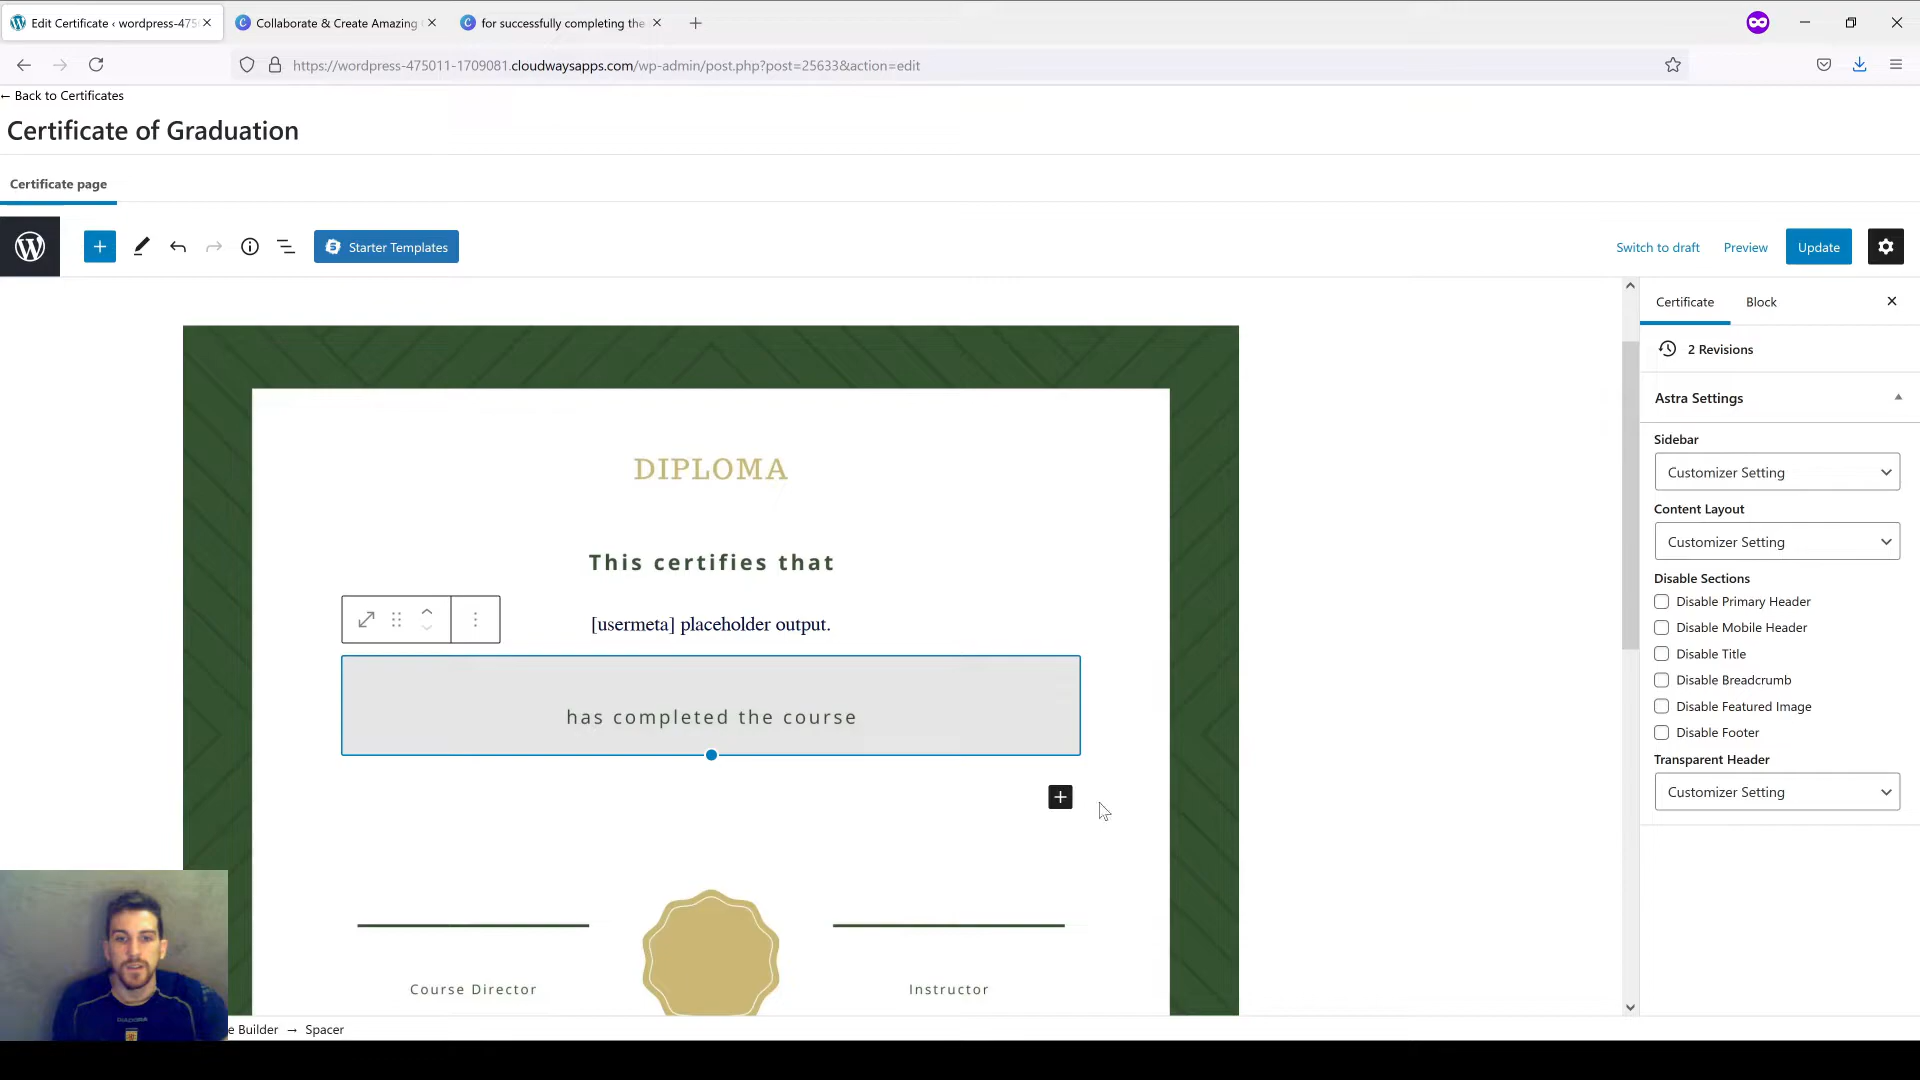 Edit Certificate ‹ wordpress-475
Collaborate & Create Amazing
for successfully completing the
https://wordpress-475011-1709081.cloudwaysapps.com/wp-admin/post.php?post=25633&action=edit
← Back to Certificates
Certificate of Graduation
Certificate page
Starter Templates
Switch to draft
Preview
Update
Certificate
Block
2 Revisions
Astra Settings
Sidebar
Customizer Setting
Content Layout
Customizer Setting
Disable Sections
Disable Primary Header
Disable Mobile Header
Disable Title
Disable Breadcrumb
Disable Featured Image
Disable Footer
Transparent Header
Customizer Setting
DIPLOMA
This certifies that
[usermeta] placeholder output.
has completed the course
Course Director
Instructor
e Builder → Spacer